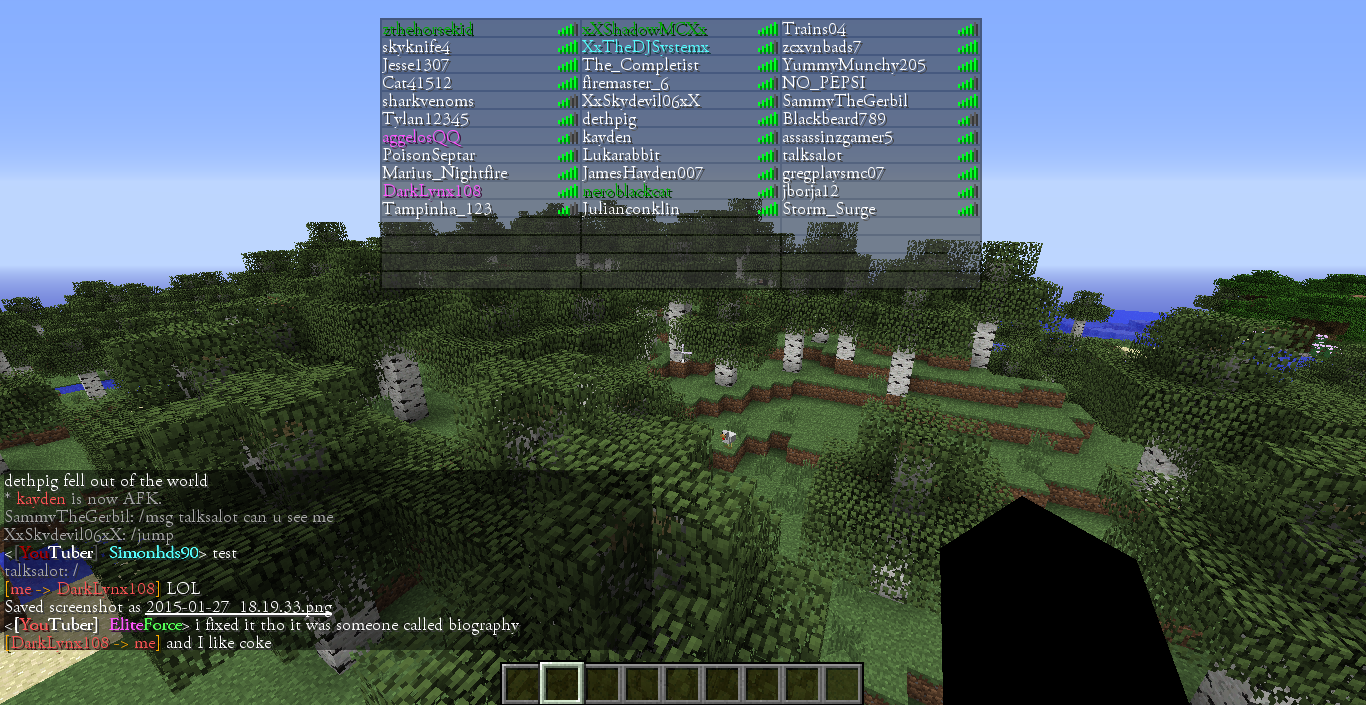 zthehorsekid xXShadowMCXx Trains04
skyknife4 XxTheDJSystemx zcxvnbads7
Jesse1307 The_Completist YummyMunchy205
Cat41512 firemaster_6 NO_PEPSI
sharkvenoms XxSkydevil06xX SammyTheGerbil
Tylan12345 dethpig Blackbeard789
aggelosQQ kayden assassinzgamer5
PoisonSeptar Lukarabbit talksalot
Marius_Nightfire JamesHayden007 gregplaysmc07
DarkLynx108 neroblackcat jborja12
Tampinha_123 Julianconklin Storm_Surge
dethpig fell out of the world
* kayden is now AFK.
SammyTheGerbil: /msg talksalot can u see me
XxSkydevil06xX: /jump
<[YouTuber] Simonhds90> test
talksalot: /
[me -> DarkLynx108] LOL
Saved screenshot as 2015-01-27_18.19.33.png
<[YouTuber] EliteForce> i fixed it tho it was someone called biography
[DarkLynx108 -> me] and I like coke